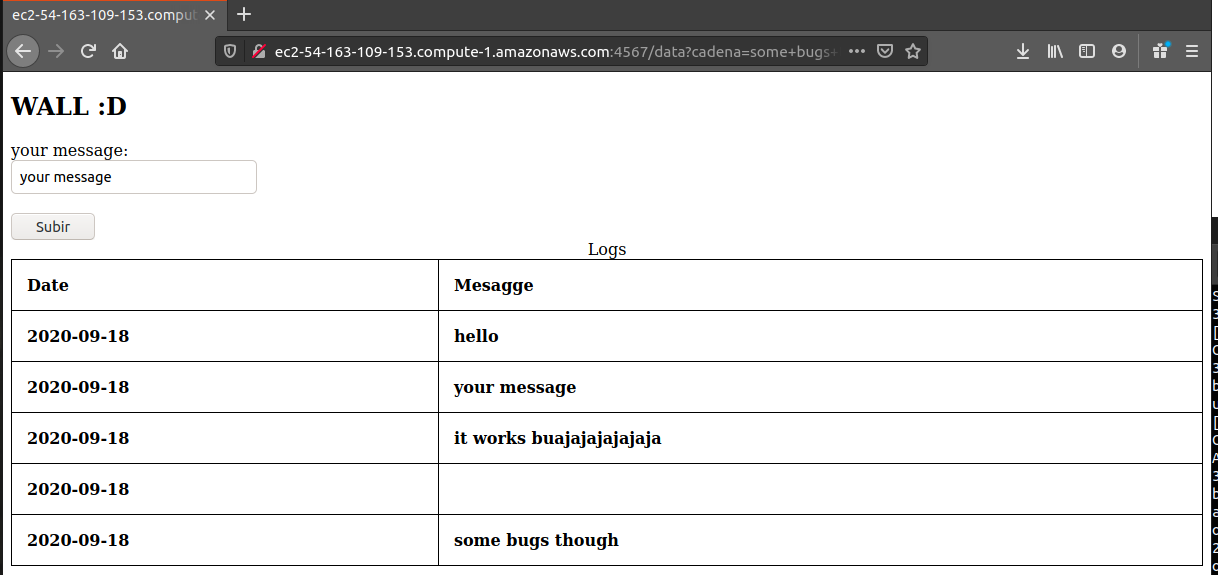 ec2-54-163-109-153.comput
ec2-54-163-109-153.compute-1.amazonaws.com:4567/data?cadena=some+bugs+
WALL :D
your message:
your message
Subir
Logs
Date Mesagge
2020-09-18 hello
2020-09-18 your message
2020-09-18 it works buajajajajajaja
2020-09-18
2020-09-18 some bugs though